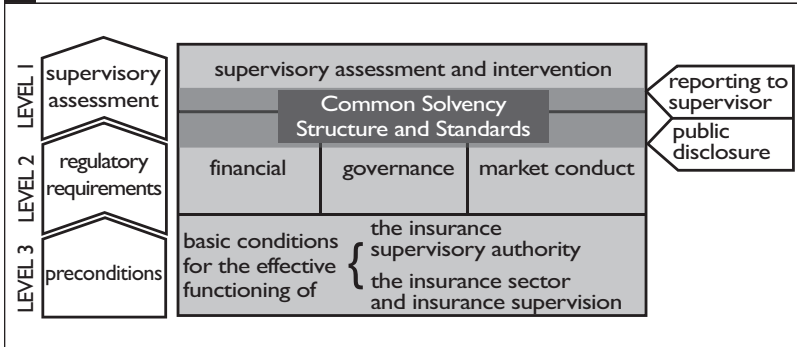 LEVEL 1
supervisory
assessment
supervisory assessment and intervention
Common Solvency
Structure and Standards
reporting to
supervisor
public
disclosure
LEVEL 2
regulatory
requirements
financial
governance
market conduct
LEVEL 3
preconditions
basic conditions
for the effective
functioning of
{
the insurance
supervisory authority
the insurance sector
and insurance supervision